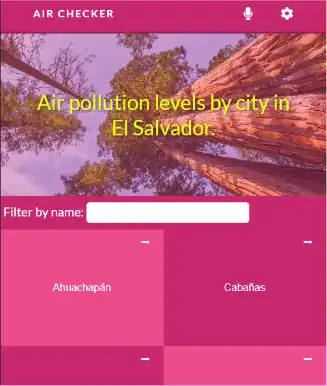 AIR CHECKER
Air pollution levels by city in
El Salvador.
Filter by name:
Ahuachapán
Cabañas